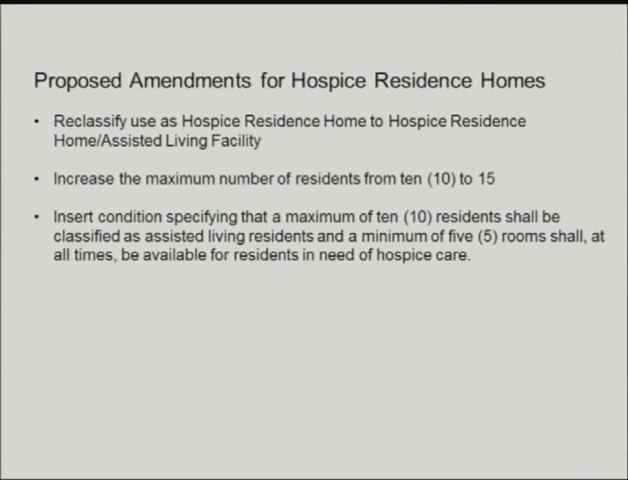 Proposed Amendments for Hospice Residence Homes
• Reclassify use as Hospice Residence Home to Hospice Residence
Home/Assisted Living Facility
• Increase the maximum number of residents from ten (10) to 15
• Insert condition specifying that a maximum of ten (10) residents shall be
classified as assisted living residents and a minimum of five (5) rooms shall, at
all times, be available for residents in need of hospice care.